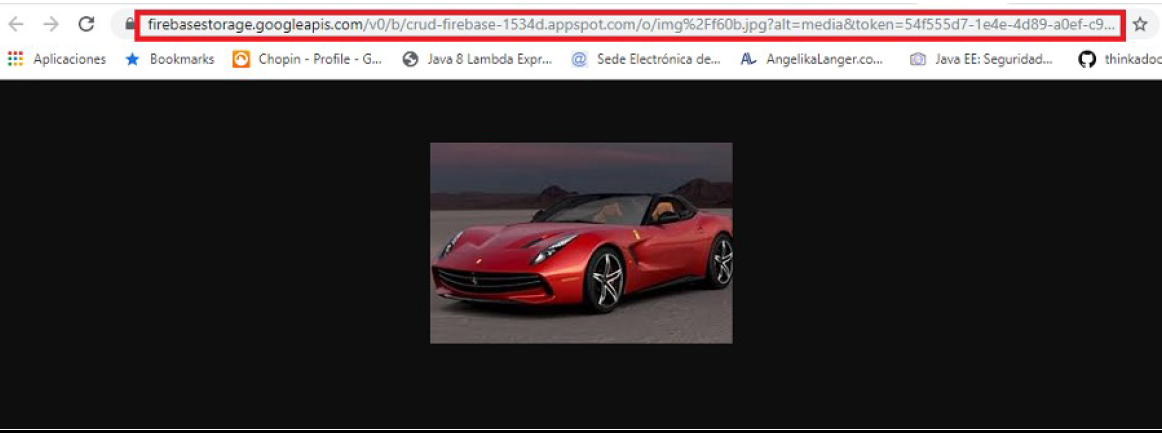 firebasestorage.googleapis.com/v0/b/crud-firebase-1534d.appspot.com/o/img%2Ff60b.jpg?alt=media&token=54f555d7-1e4e-4d89-a0ef-c9...
Aplicaciones Bookmarks Chopin - Profile - G... Java 8 Lambda Expr... @ Sede Electrónica de... AL AngelikaLanger.co... Java EE: Seguridad... thinkadoc